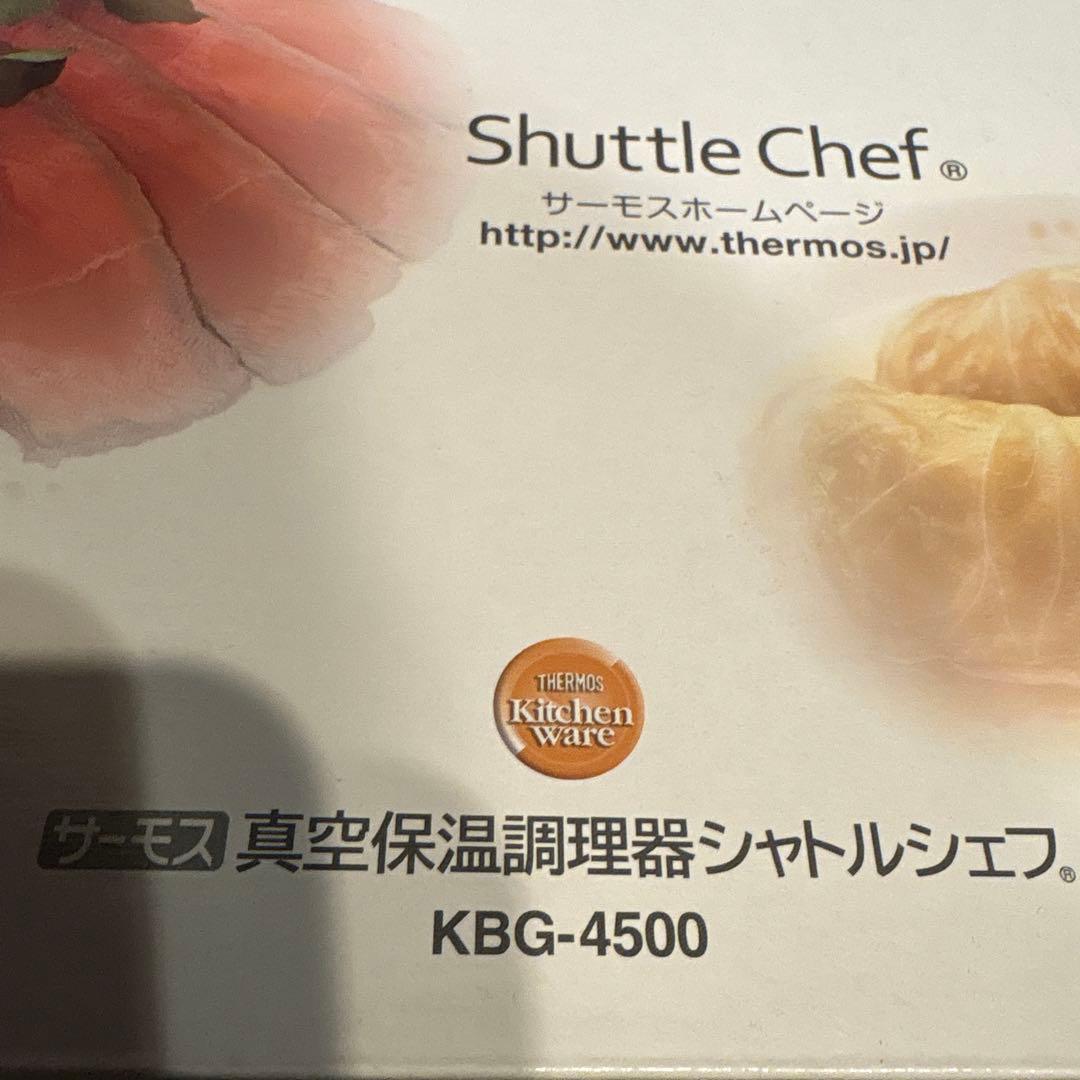 Shuttle Chef®
サーモスホームページ
http://www.thermos.jp/
THERMOS
Kitchen
ware
サーモス 真空保温調理器シャトルシェフ®
KBG-4500